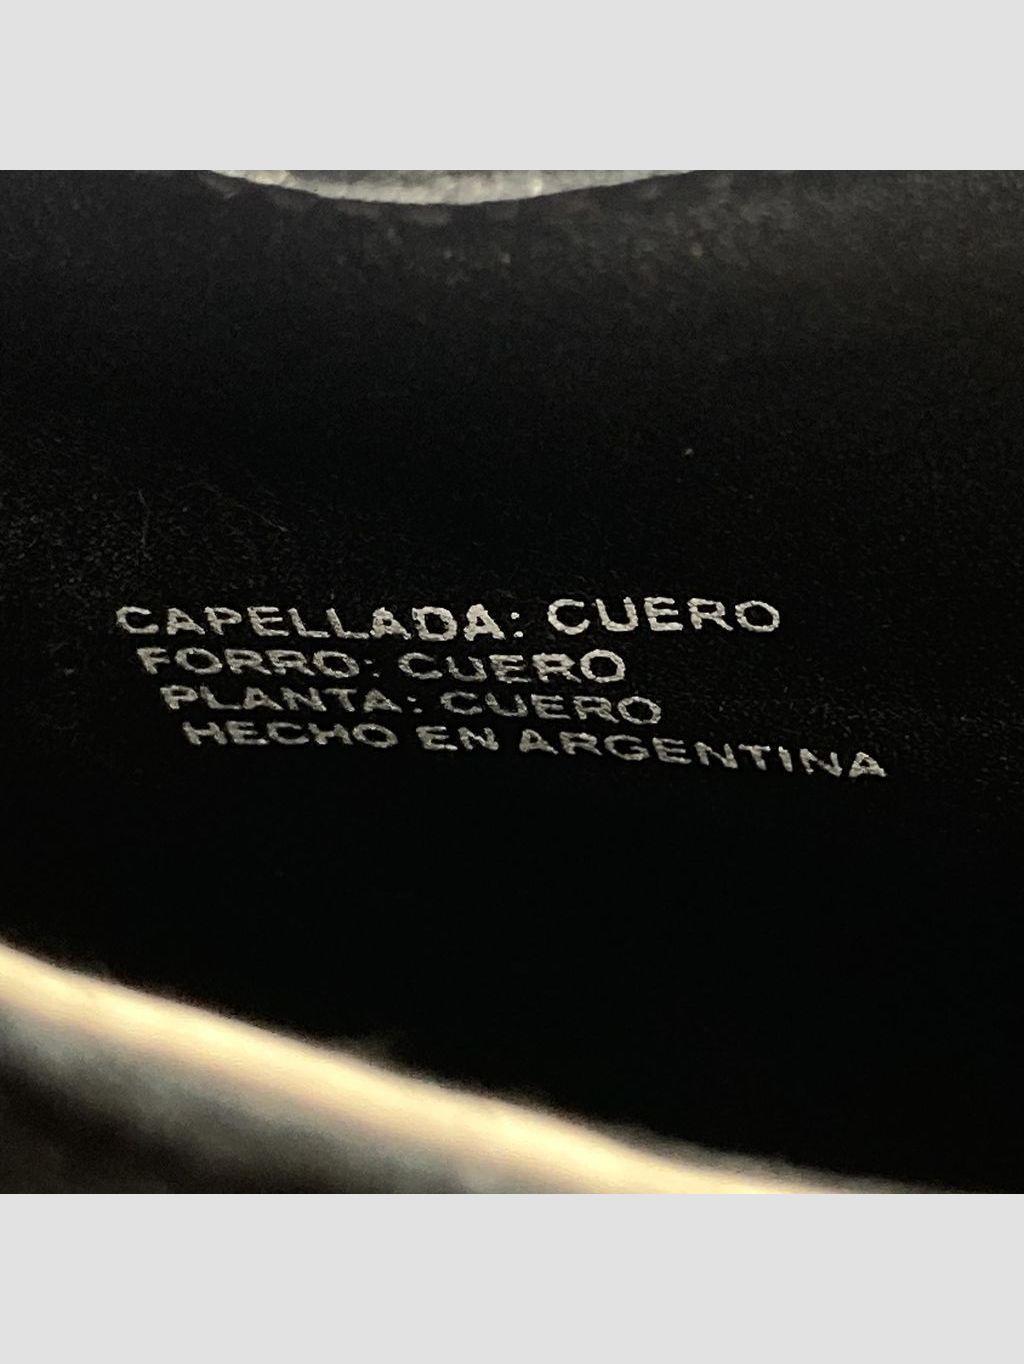 CAPELLADA: CUERO
FORRO: CUERO
PLANTA: CUERO
HECHO EN ARGENTINA